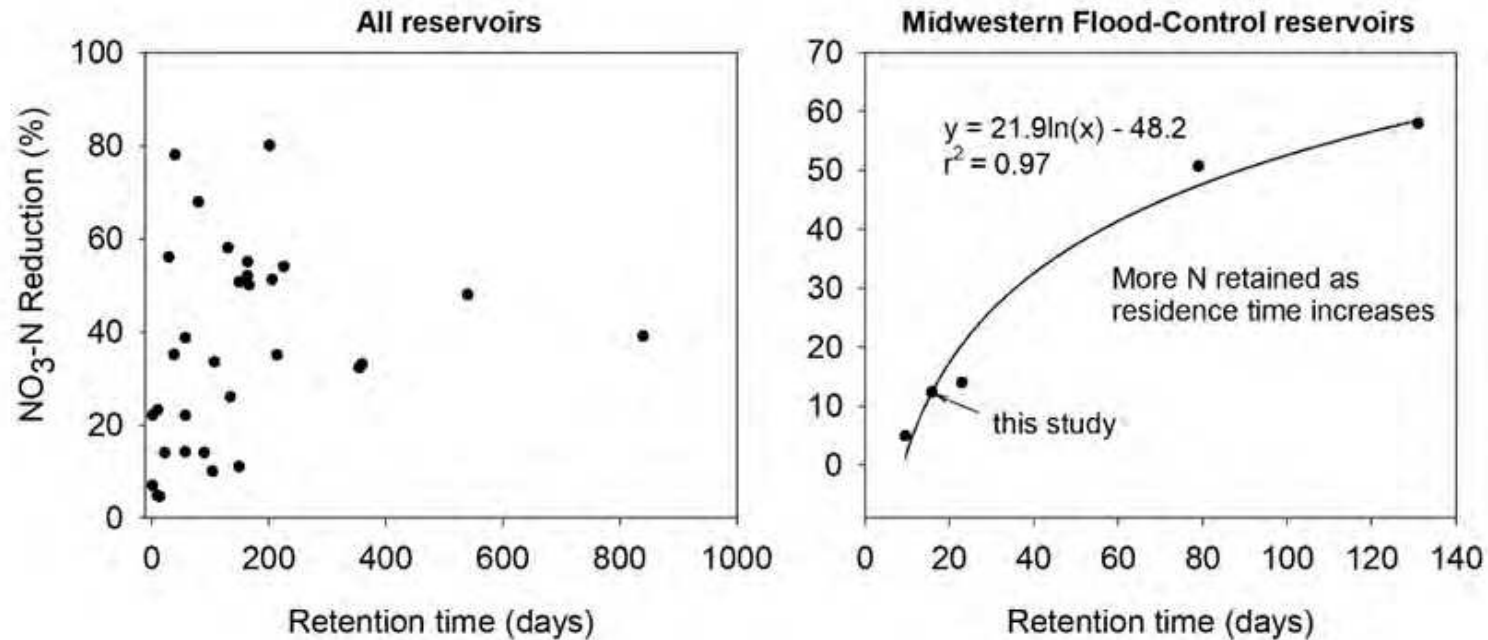 All reservoirs
NO3-N Reduction (%)
100
80
60
40
20
0
0 200 400 600 800 1000
Retention time (days)
Midwestern Flood-Control reservoirs
70
60
50
40
30
20
10
0
y = 21.9ln(x) - 48.2
r2 = 0.97
More N retained as
residence time increases
this study
0 20 40 60 80 100 120 140
Retention time (days)